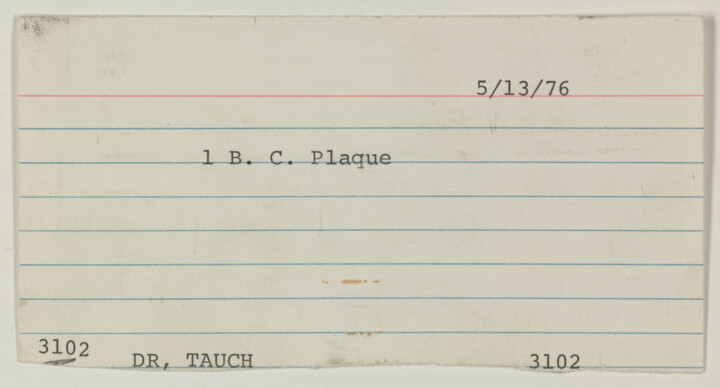 5/13/76
1 B. C. Plaque
3102 DR, TAUCH 3102